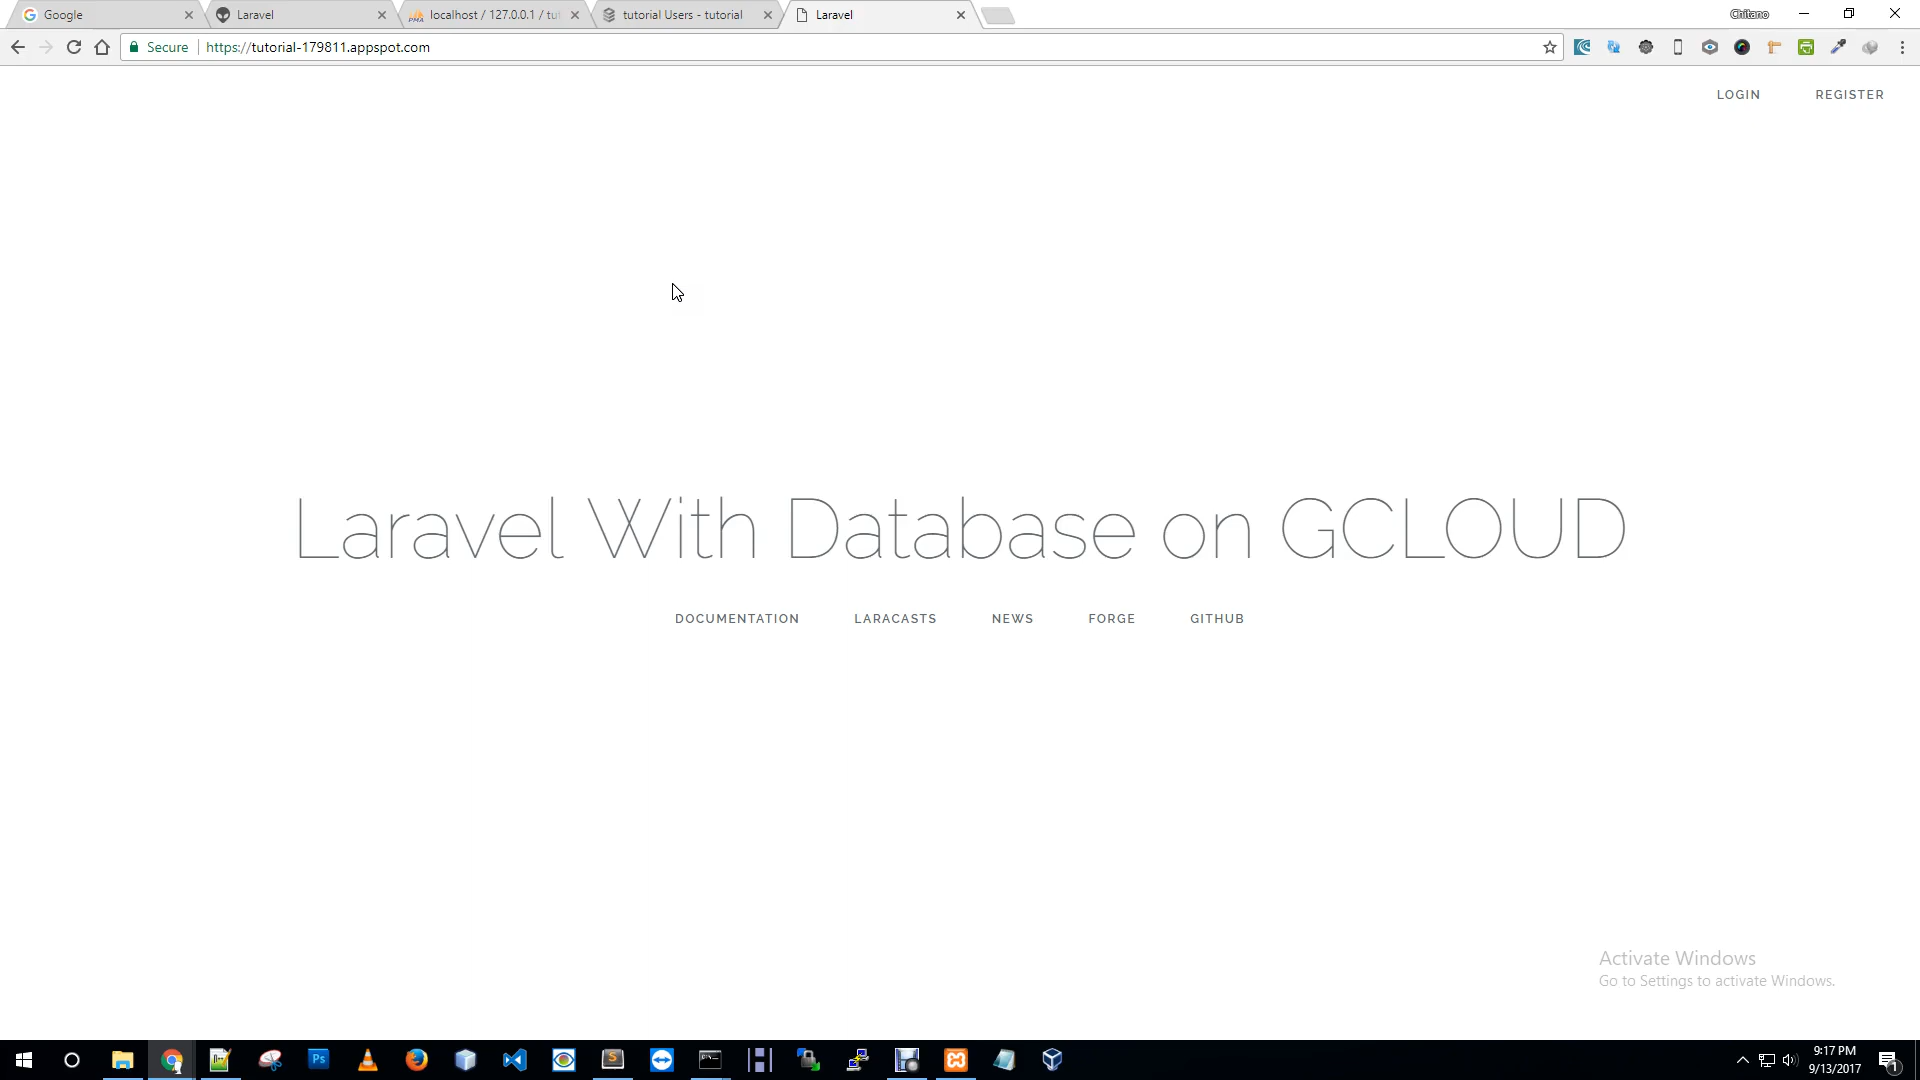 Google
Laravel
localhost / 127.0.0.1 / tu
tutorial Users - tutorial
Laravel
Chitano
Secure
https://tutorial-179811.appspot.com
LOGIN
REGISTER
Laravel With Database on GCLOUD
DOCUMENTATION
LARACASTS
NEWS
FORGE
GITHUB
Activate Windows
Go to Settings to activate Windows.
9:17 PM
9/13/2017